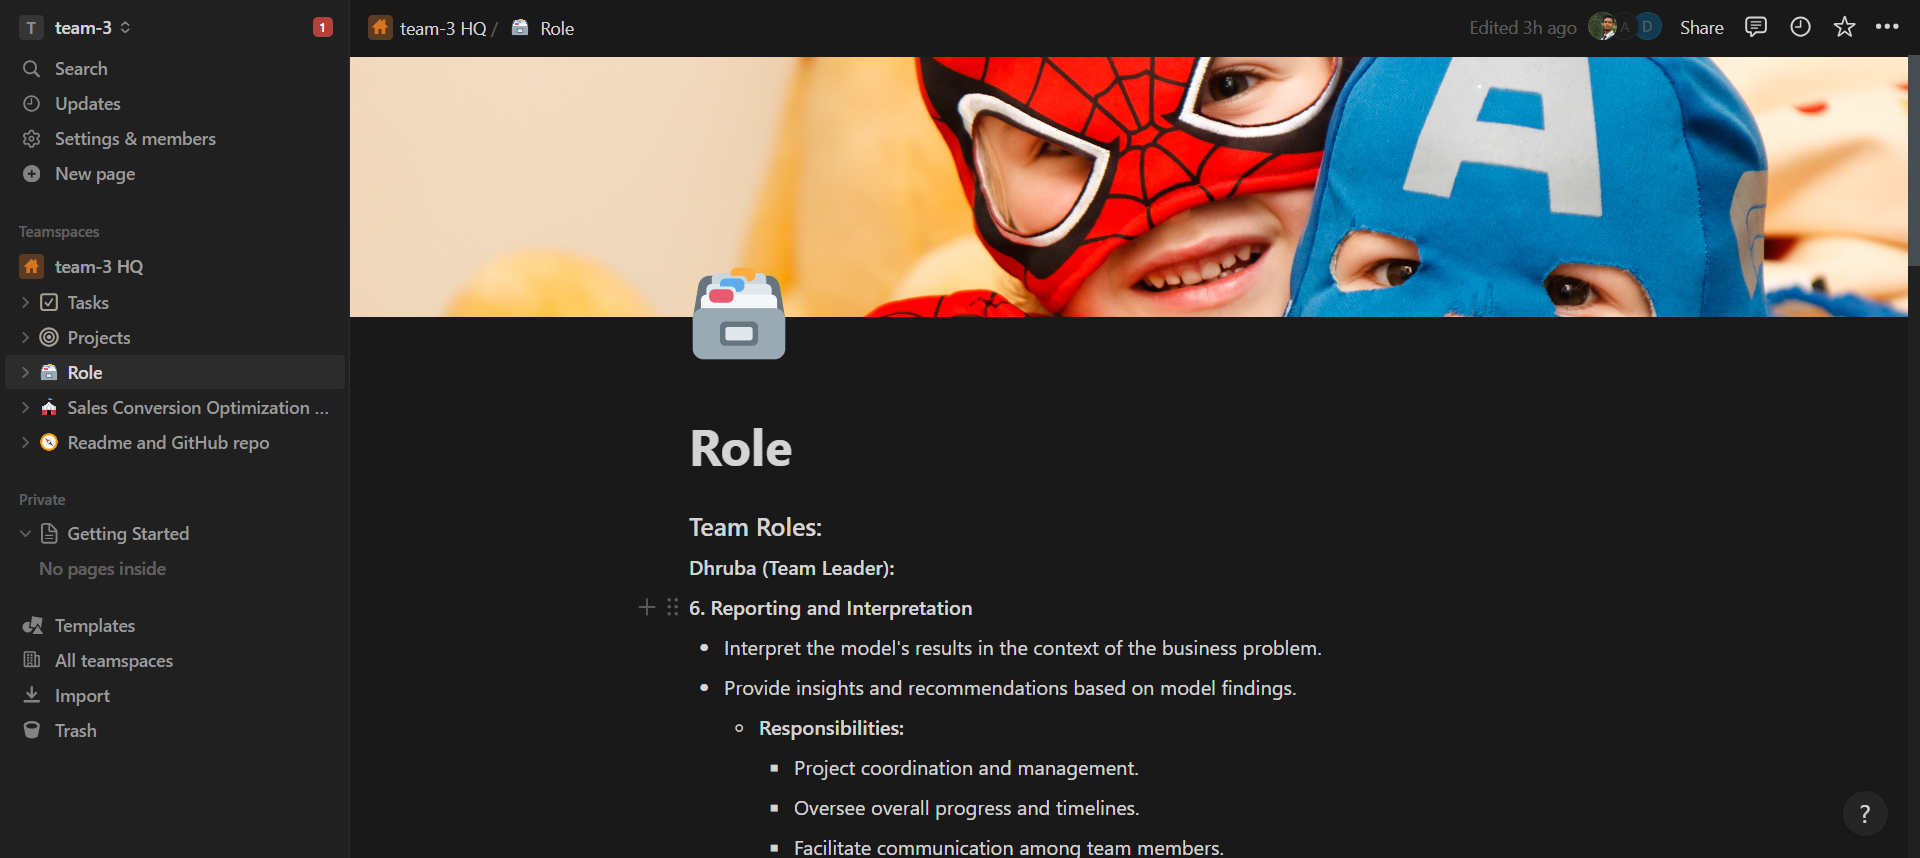 T team-3 1
Search
Updates
Settings & members
New page
Teamspaces
team-3 HQ
Tasks
Projects
Role
Sales Conversion Optimization ...
Readme and GitHub repo
Private
Getting Started
No pages inside
Templates
All teamspaces
Import
Trash
team-3 HQ / Role
Edited 3h ago A D Share
A
Role
Team Roles:
Dhruba (Team Leader):
6. Reporting and Interpretation
• Interpret the model's results in the context of the business problem.
• Provide insights and recommendations based on model findings.
◦ Responsibilities:
▪ Project coordination and management.
▪ Oversee overall progress and timelines.
▪ Facilitate communication among team members.
?